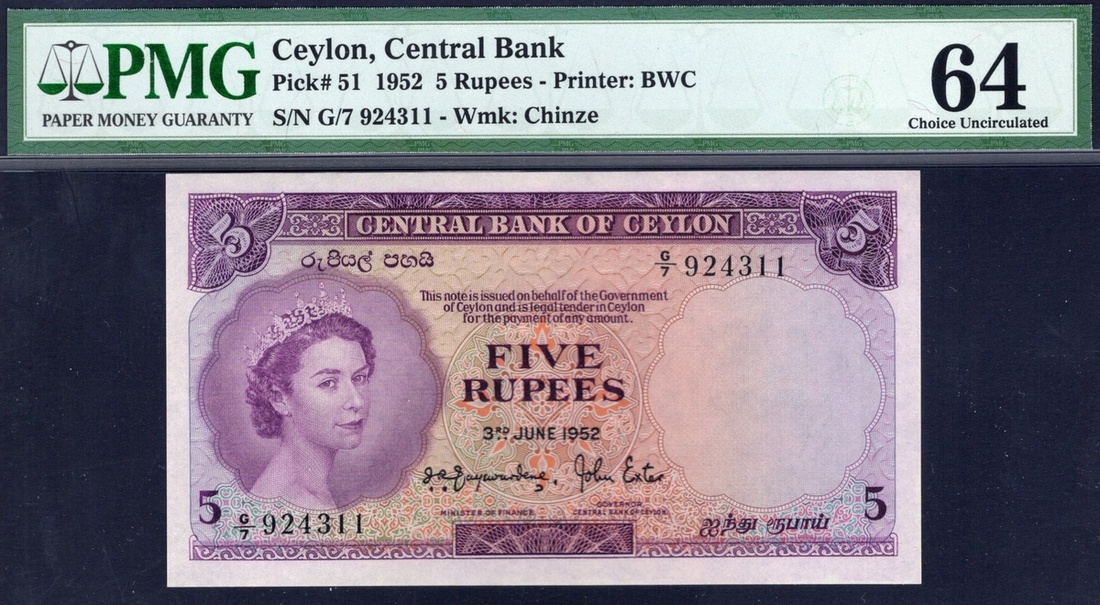 PMG
PAPER MONEY GUARANTY
Ceylon, Central Bank
Pick# 51 1952 5 Rupees - Printer: BWC
S/N G/7 924311 - Wmk: Chinze
64
Choice Uncirculated
5
CENTRAL BANK OF CEYLON
5
රුපියල් පහයි
G/7 924311
This note is issued on behalf of the Government
of Ceylon and is legal tender in Ceylon
for the payment of any amount.
FIVE
RUPEES
3RD JUNE 1952
J.R. Jayawardene
John Exter
MINISTER OF FINANCE
GOVERNOR
CENTRAL BANK OF CEYLON
5
G/7 924311
ஐந்து ரூபாய்
5